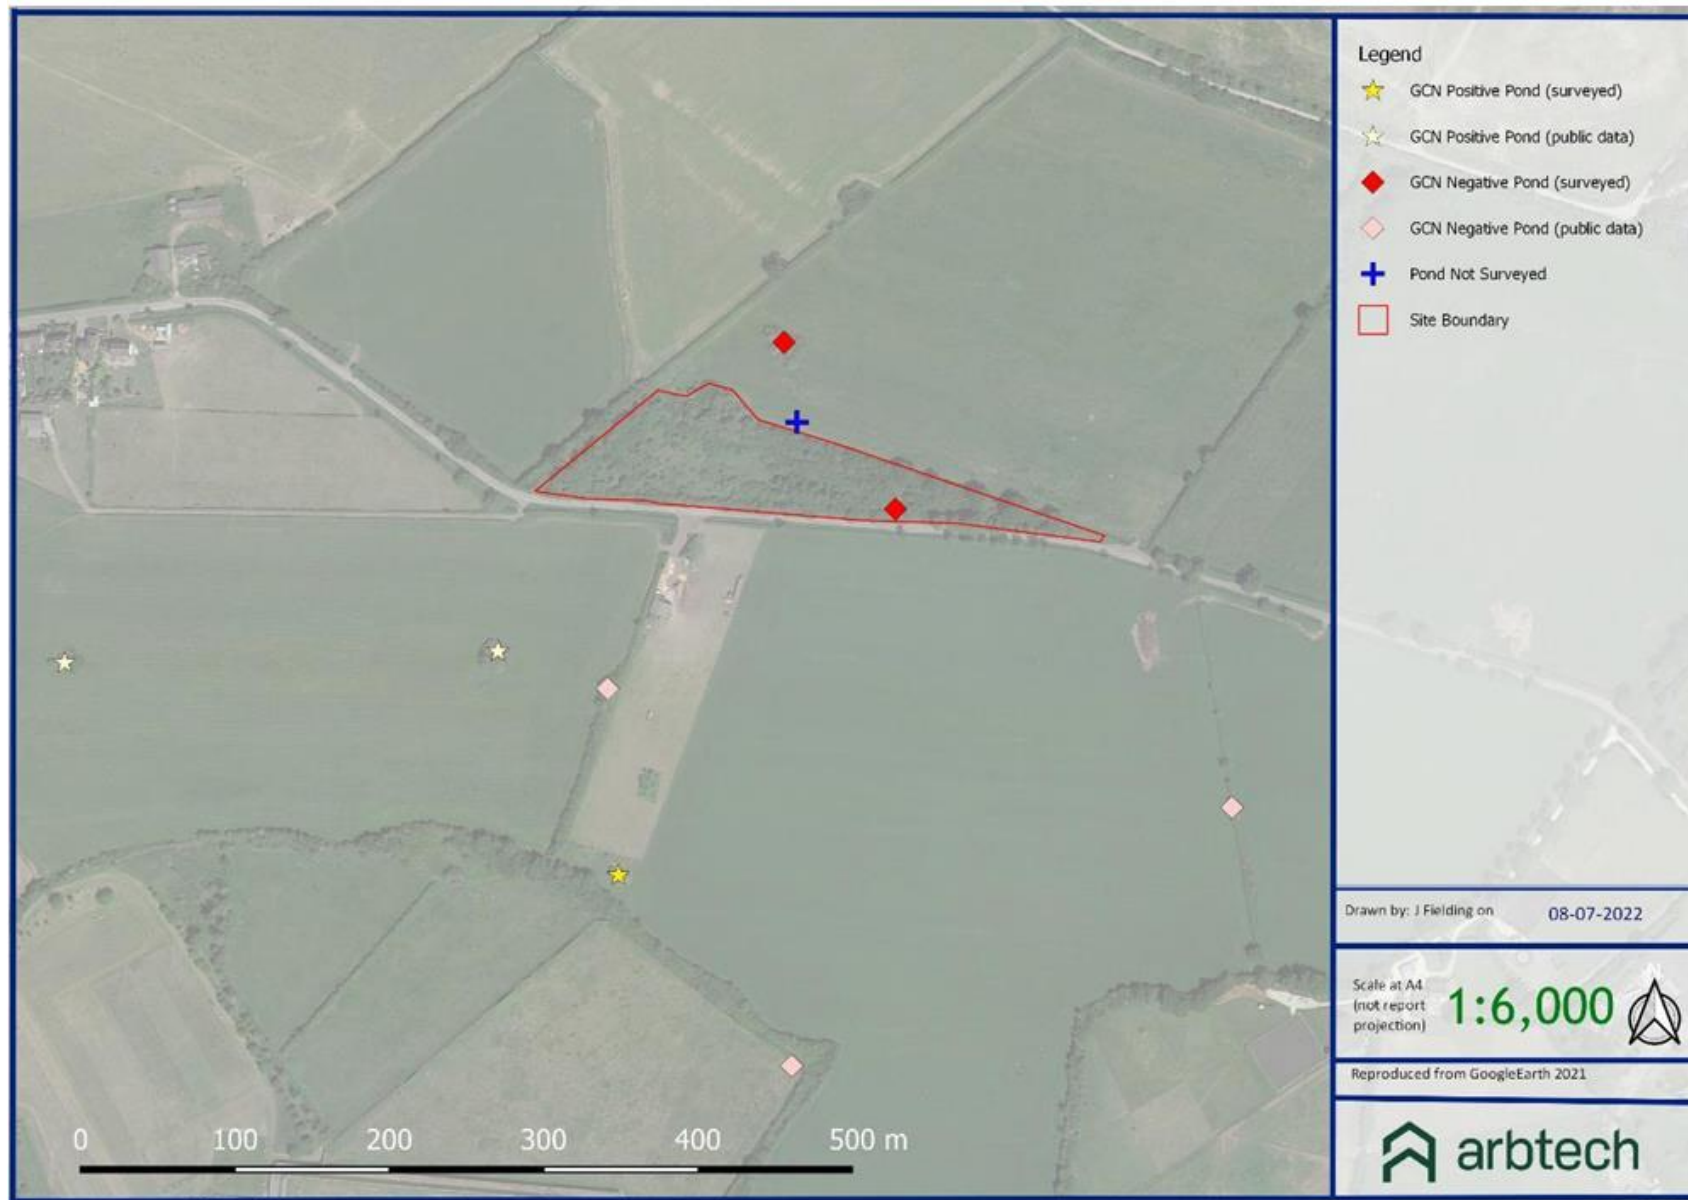 Legend
GCN Positive Pond (surveyed)
GCN Positive Pond (public data)
GCN Negative Pond (surveyed)
GCN Negative Pond (public data)
Pond Not Surveyed
Site Boundary
Drawn by: J Fielding on 08-07-2022
Scale at A4
(not report
projection)
1:6,000
N
Reproduced from GoogleEarth 2021
arbtech
0 100 200 300 400 500 m